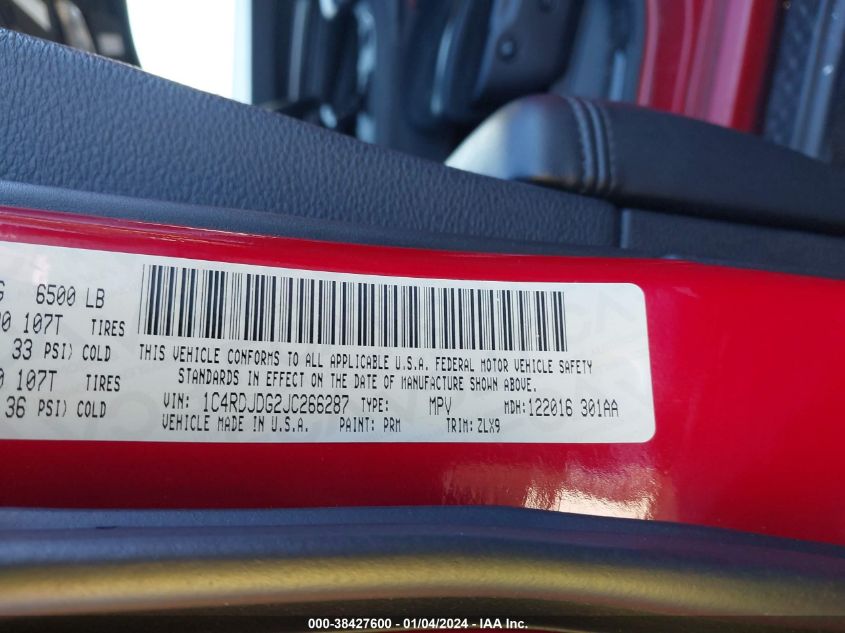 G 6500 LB
0 107T TIRES
33 PSI) COLD
0 107T TIRES
36 PSI) COLD
THIS VEHICLE CONFORMS TO ALL APPLICABLE U.S.A. FEDERAL MOTOR VEHICLE SAFETY
STANDARDS IN EFFECT ON THE DATE OF MANUFACTURE SHOWN ABOVE.
VIN: 1C4RDJDG2JC266287 TYPE: MPV MDH:122016 301AA
VEHICLE MADE IN U.S.A. PAINT: PRM TRIM: ZLX9
000-38427600 - 01/04/2024 - IAA Inc.